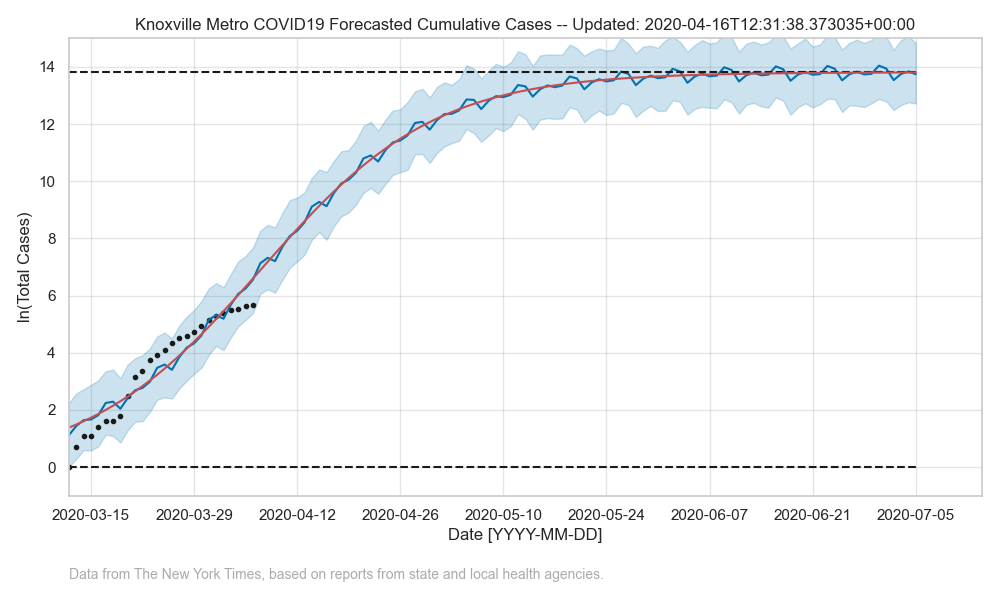 Knoxville Metro COVID19 Forecasted Cumulative Cases -- Updated: 2020-04-16T12:31:38.373035+00:00
14
12
10
8
6
4
2
0
ln(Total Cases)
2020-03-15 2020-03-29 2020-04-12 2020-04-26 2020-05-10 2020-05-24 2020-06-07 2020-06-21 2020-07-05
Date [YYYY-MM-DD]
Data from The New York Times, based on reports from state and local health agencies.